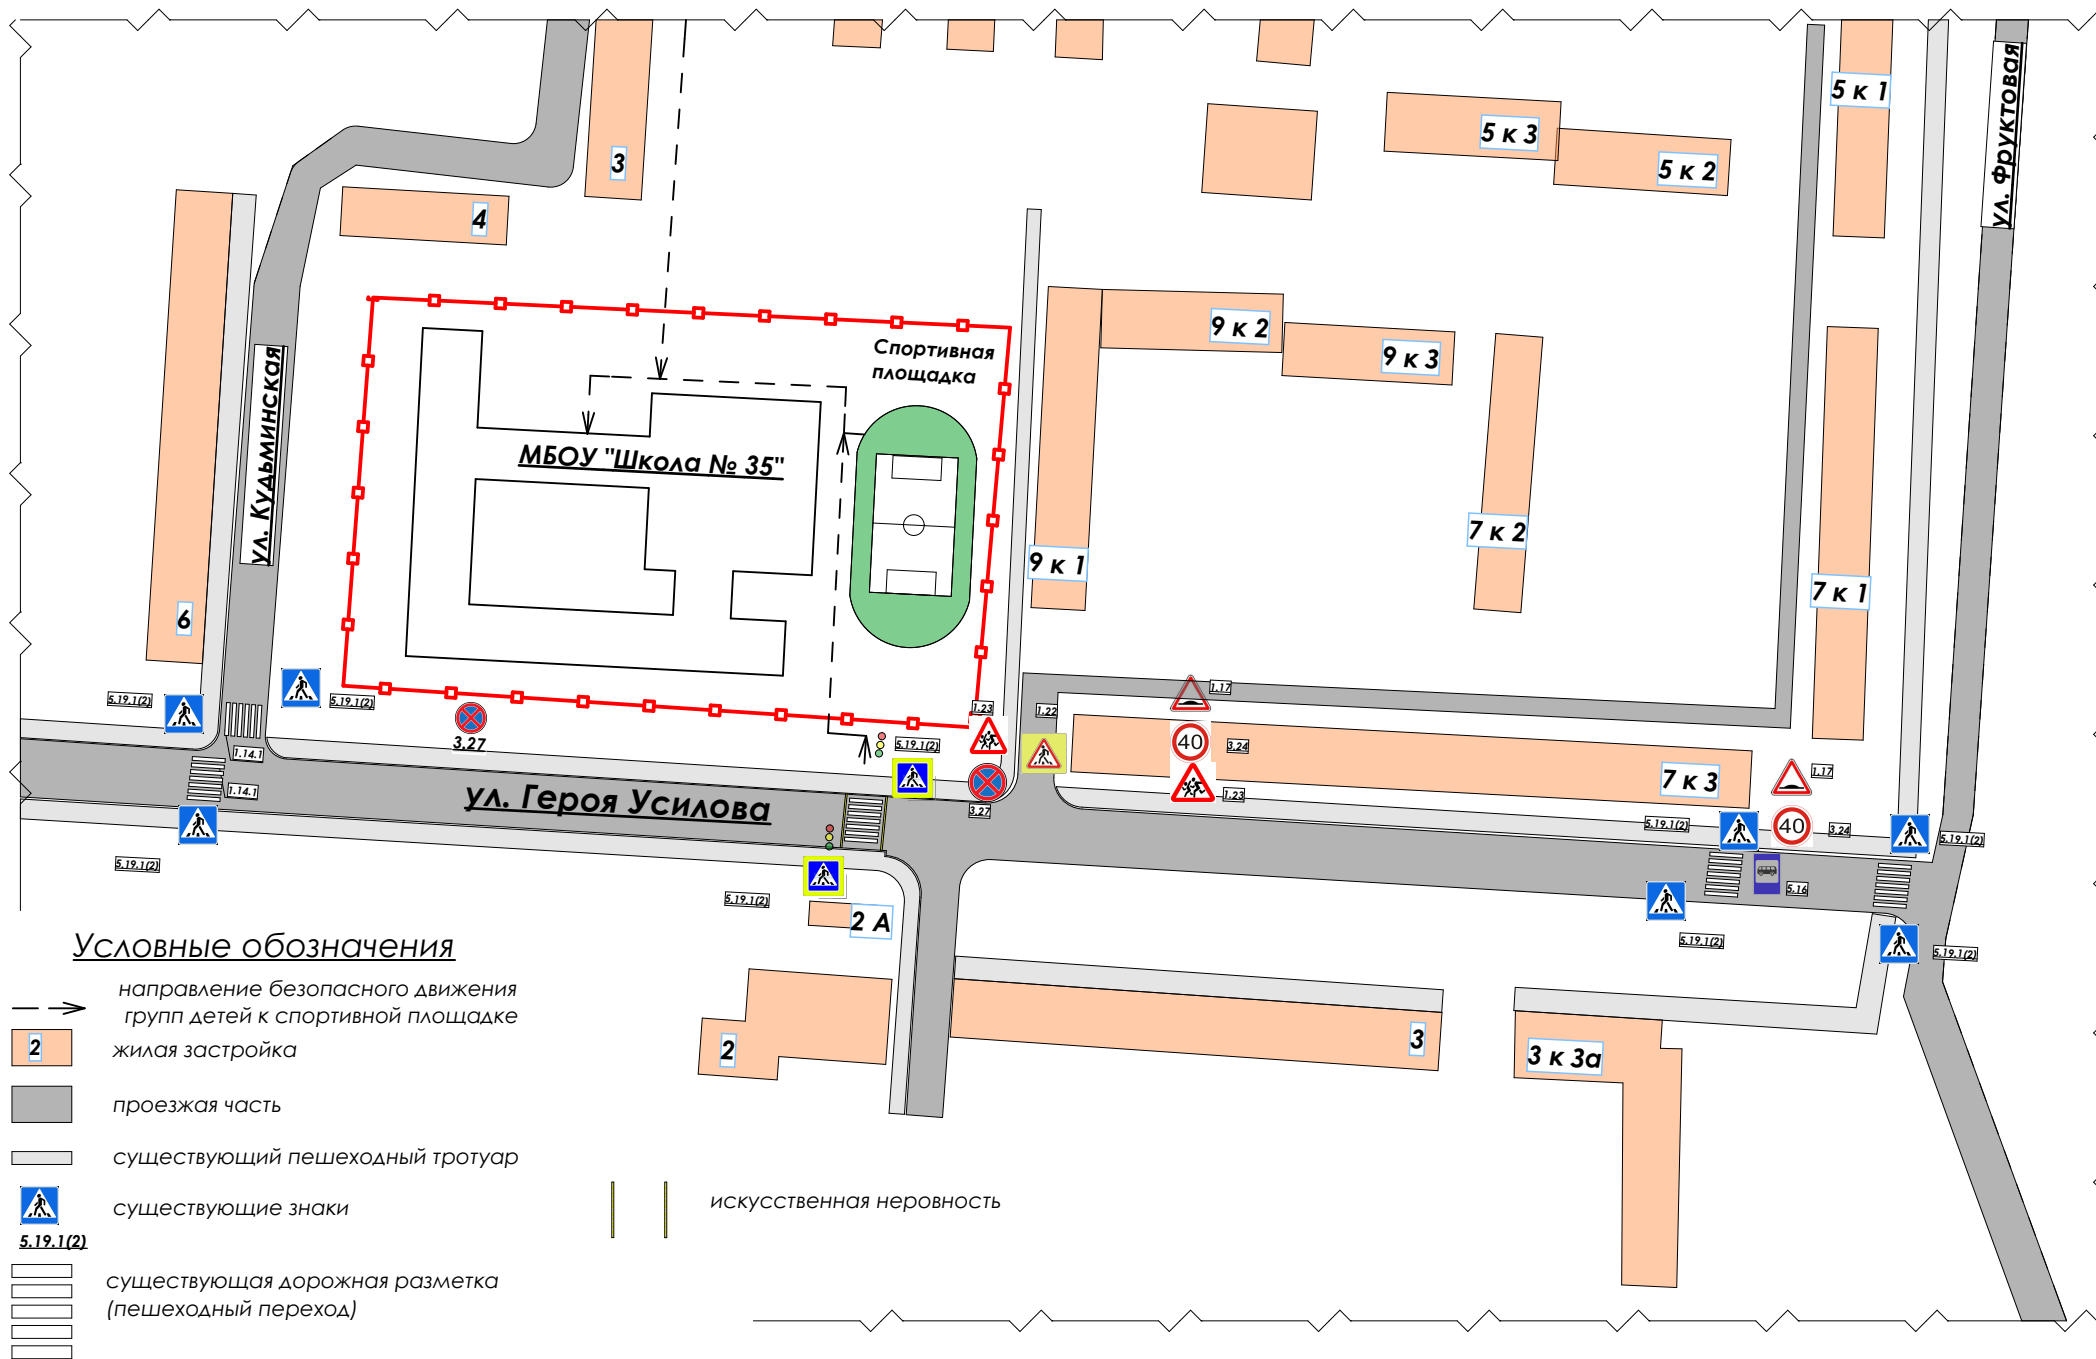 5 к 1
ул. Фруктовая
5 к 3
5 к 2
3
4
9 к 2
9 к 3
Спортивная
площадка
ул. Кудьминская
МБОУ "Школа № 35"
7 к 2
9 к 1
7 к 1
6
5.19.1(2)
5.19.1(2)
3.27
1.23
1.22
1.17
5.19.1(2)
40
3.24
1.14.1
1.14.1
7 к 3
1.17
1.23
3.27
ул. Героя Усилова
5.19.1(2)
40
3.24
5.19.1(2)
5.19.1(2)
5.19.1(2)
5.16
2 А
5.19.1(2)
5.19.1(2)
2
3
3 к 3а
Условные обозначения
направление безопасного движения
групп детей к спортивной площадке
2
жилая застройка
проезжая часть
существующий пешеходный тротуар
существующие знаки
5.19.1(2)
искусственная неровность
существующая дорожная разметка
(пешеходный переход)